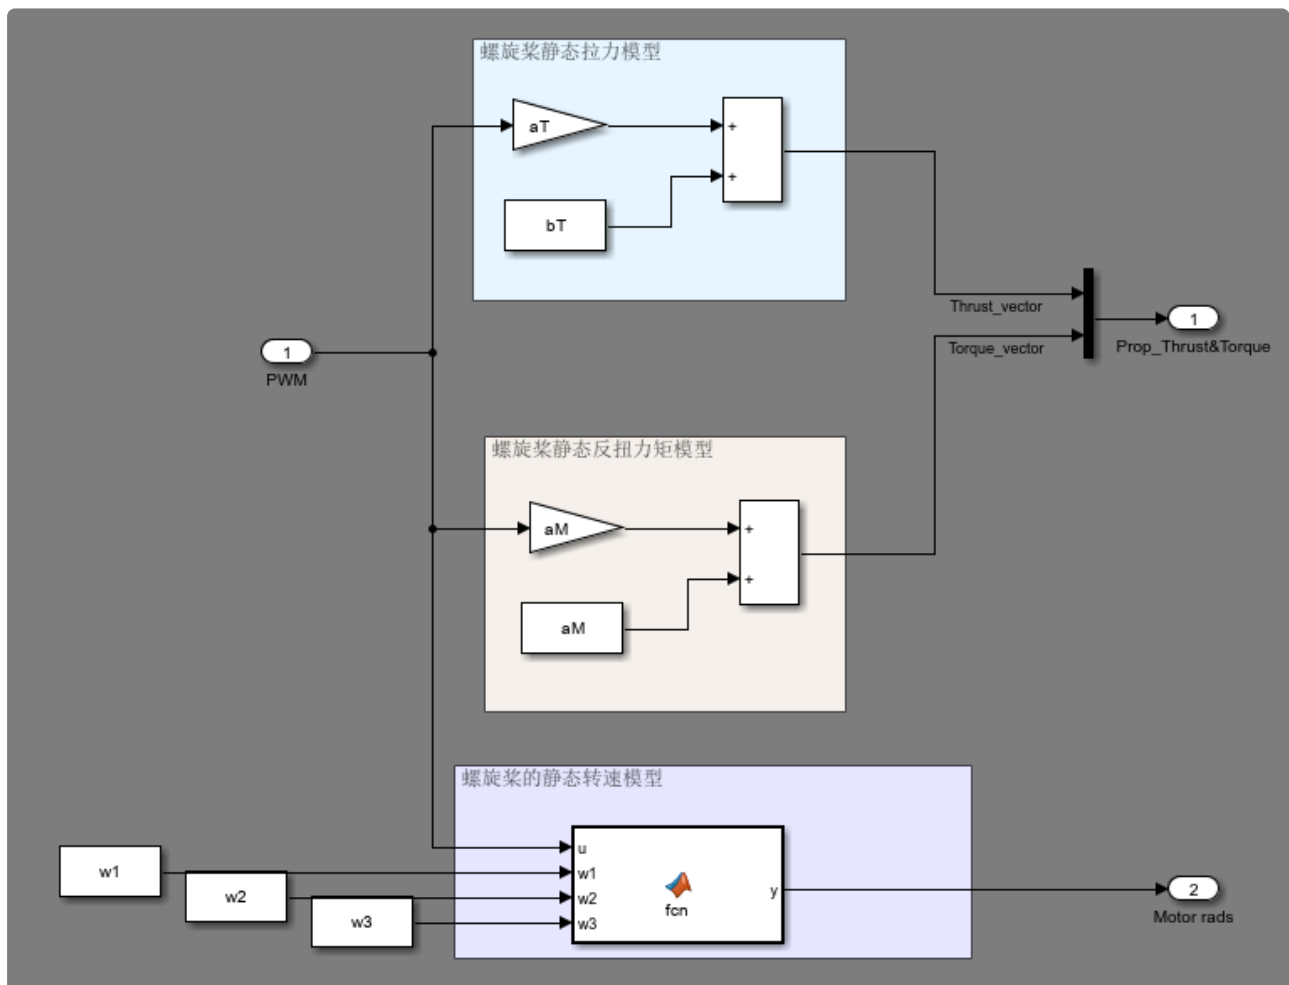 螺旋桨静态拉力模型
aT
+
+
bT
Thrust_vector
1
Prop_Thrust&Torque
1
PWM
Torque_vector
螺旋桨静态反扭力矩模型
aM
+
+
aM
螺旋桨的静态转速模型
w1
w2
w3
u
w1
w2
w3
fcn
y
2
Motor rads